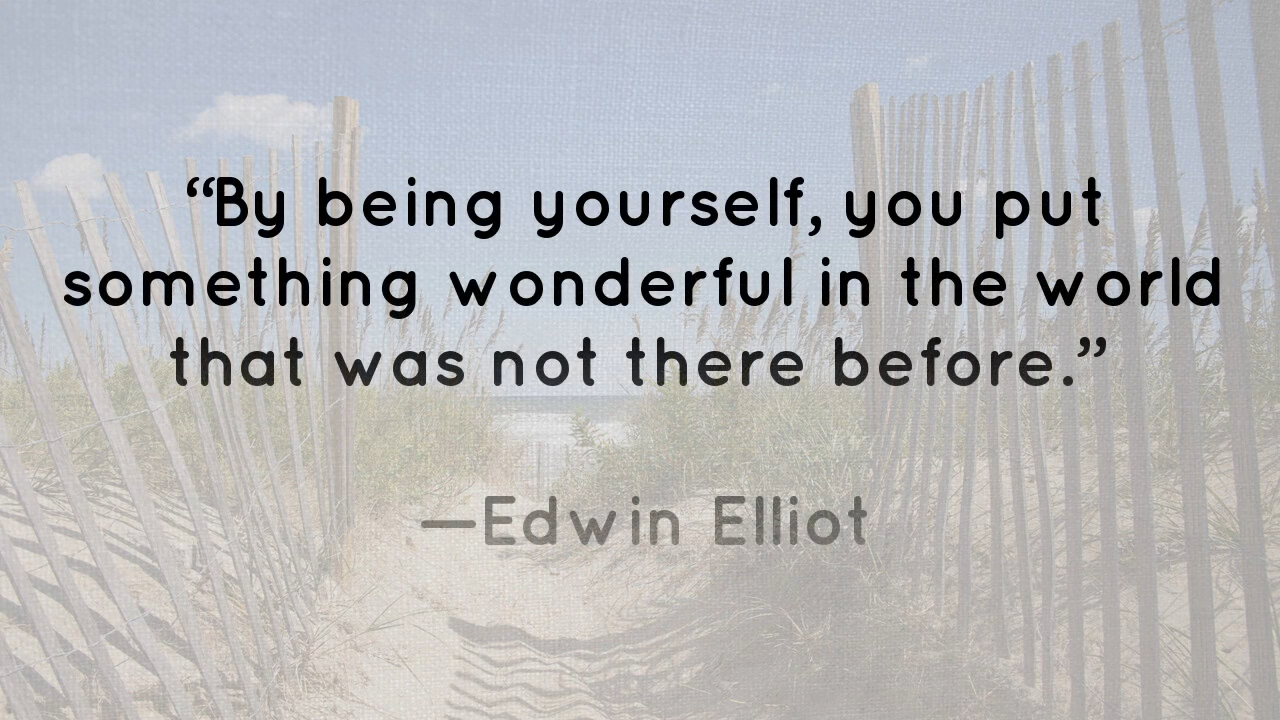 “By being yourself, you put
something wonderful in the world
that was not there before.”
—Edwin Elliot